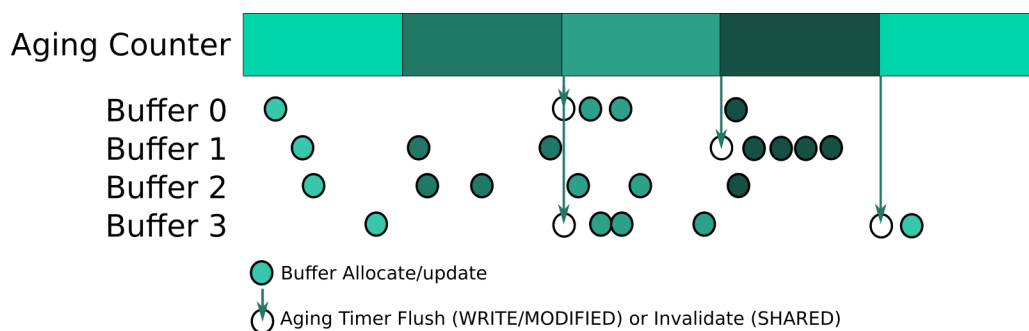 Aging Counter
Buffer 0
Buffer 1
Buffer 2
Buffer 3
Buffer Allocate/update
Aging Timer Flush (WRITE/MODIFIED) or Invalidate (SHARED)